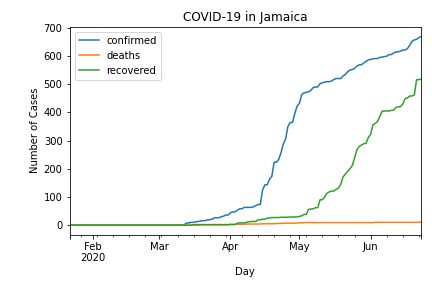 COVID-19 in Jamaica
700
600
500
400
300
200
100
0
Number of Cases
confirmed
deaths
recovered
Feb
2020
Mar
Apr
May
Jun
Day